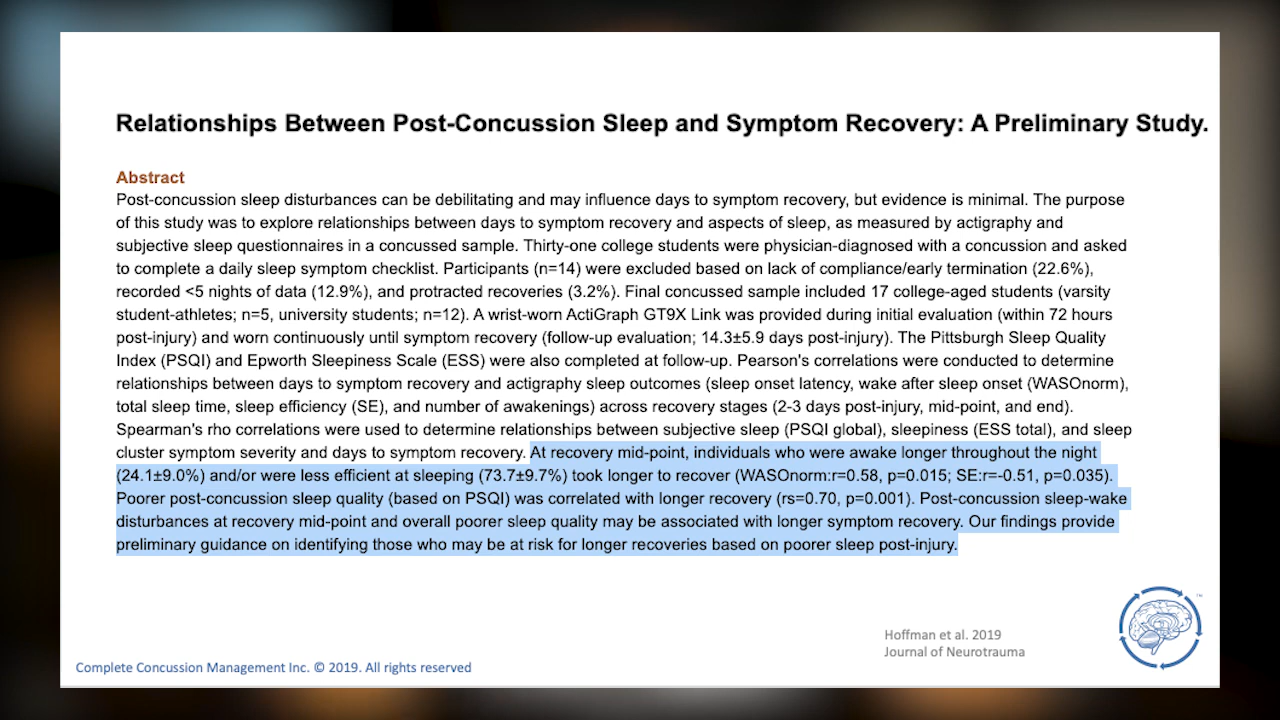 Relationships Between Post-Concussion Sleep and Symptom Recovery: A Preliminary Study.
Abstract
Post-concussion sleep disturbances can be debilitating and may influence days to symptom recovery, but evidence is minimal. The purpose
of this study was to explore relationships between days to symptom recovery and aspects of sleep, as measured by actigraphy and
subjective sleep questionnaires in a concussed sample. Thirty-one college students were physician-diagnosed with a concussion and asked
to complete a daily sleep symptom checklist. Participants (n=14) were excluded based on lack of compliance/early termination (22.6%),
recorded <5 nights of data (12.9%), and protracted recoveries (3.2%). Final concussed sample included 17 college-aged students (varsity
student-athletes; n=5, university students; n=12). A wrist-worn ActiGraph GT9X Link was provided during initial evaluation (within 72 hours
post-injury) and worn continuously until symptom recovery (follow-up evaluation; 14.3±5.9 days post-injury). The Pittsburgh Sleep Quality
Index (PSQI) and Epworth Sleepiness Scale (ESS) were also completed at follow-up. Pearson's correlations were conducted to determine
relationships between days to symptom recovery and actigraphy sleep outcomes (sleep onset latency, wake after sleep onset (WASOnorm),
total sleep time, sleep efficiency (SE), and number of awakenings) across recovery stages (2-3 days post-injury, mid-point, and end).
Spearman's rho correlations were used to determine relationships between subjective sleep (PSQI global), sleepiness (ESS total), and sleep
cluster symptom severity and days to symptom recovery. At recovery mid-point, individuals who were awake longer throughout the night
(24.1±9.0%) and/or were less efficient at sleeping (73.7±9.7%) took longer to recover (WASOnorm:r=0.58, p=0.015; SE:r=-0.51, p=0.035).
Poorer post-concussion sleep quality (based on PSQI) was correlated with longer recovery (rs=0.70, p=0.001). Post-concussion sleep-wake
disturbances at recovery mid-point and overall poorer sleep quality may be associated with longer symptom recovery. Our findings provide
preliminary guidance on identifying those who may be at risk for longer recoveries based on poorer sleep post-injury.
Hoffman et al. 2019
Journal of Neurotrauma
TM
Complete Concussion Management Inc. © 2019. All rights reserved